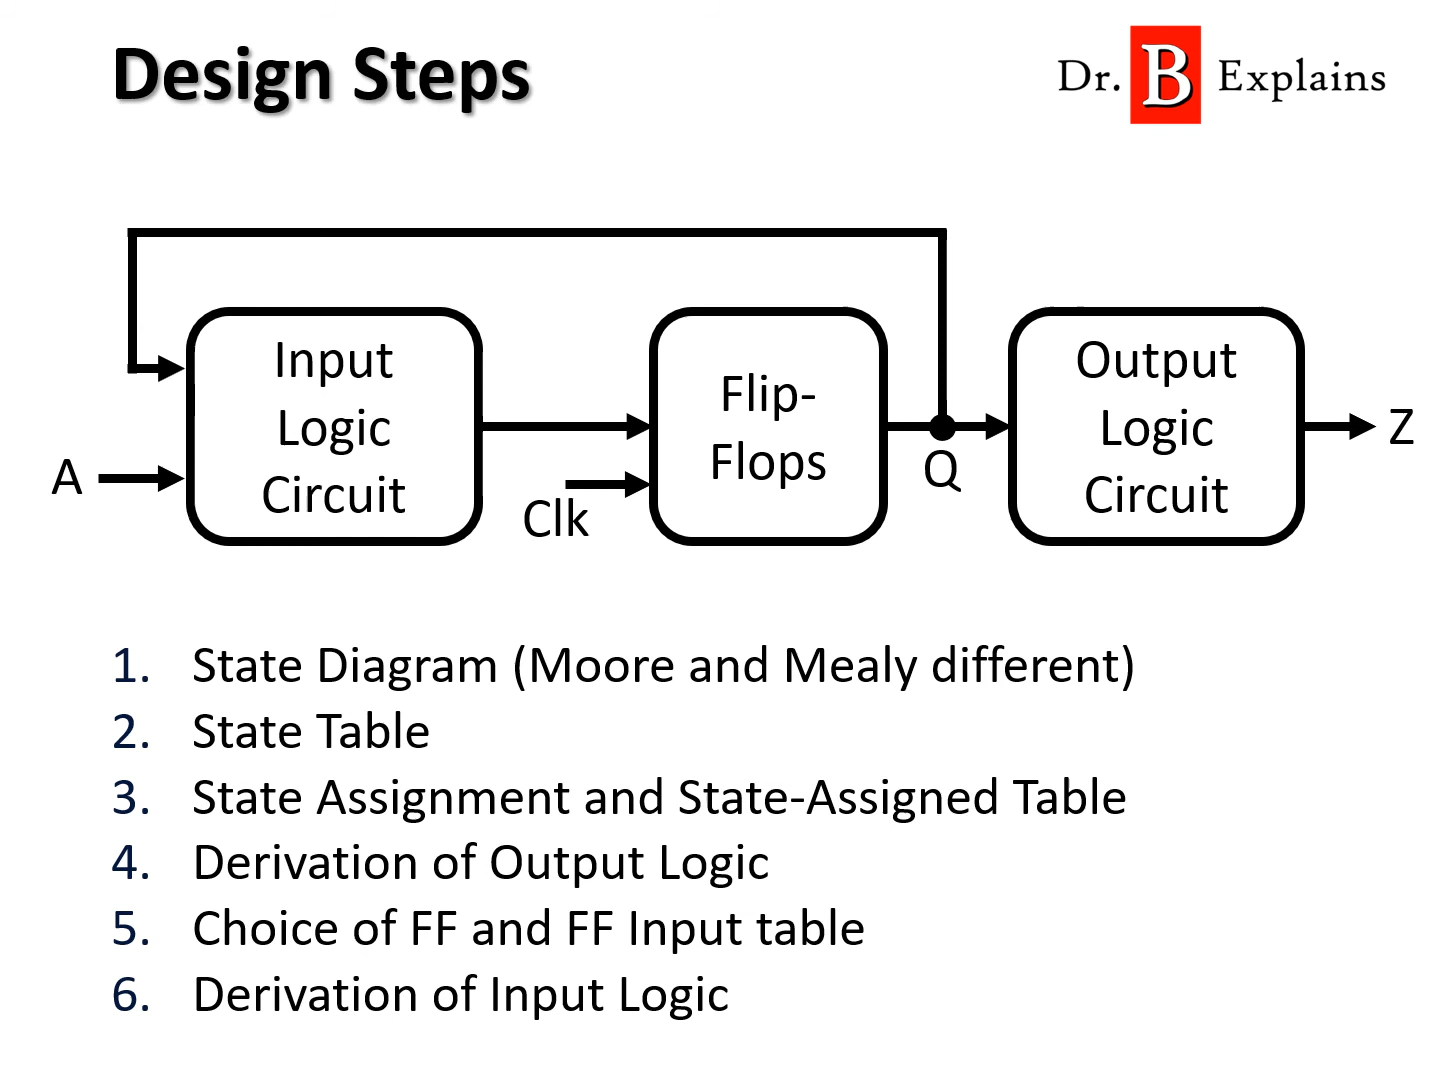 Design Steps
Dr. B Explains
Input
Logic
Circuit
Flip-
Flops
Output
Logic
Circuit
A
Clk
Q
Z
1. State Diagram (Moore and Mealy different)
2. State Table
3. State Assignment and State-Assigned Table
4. Derivation of Output Logic
5. Choice of FF and FF Input table
6. Derivation of Input Logic